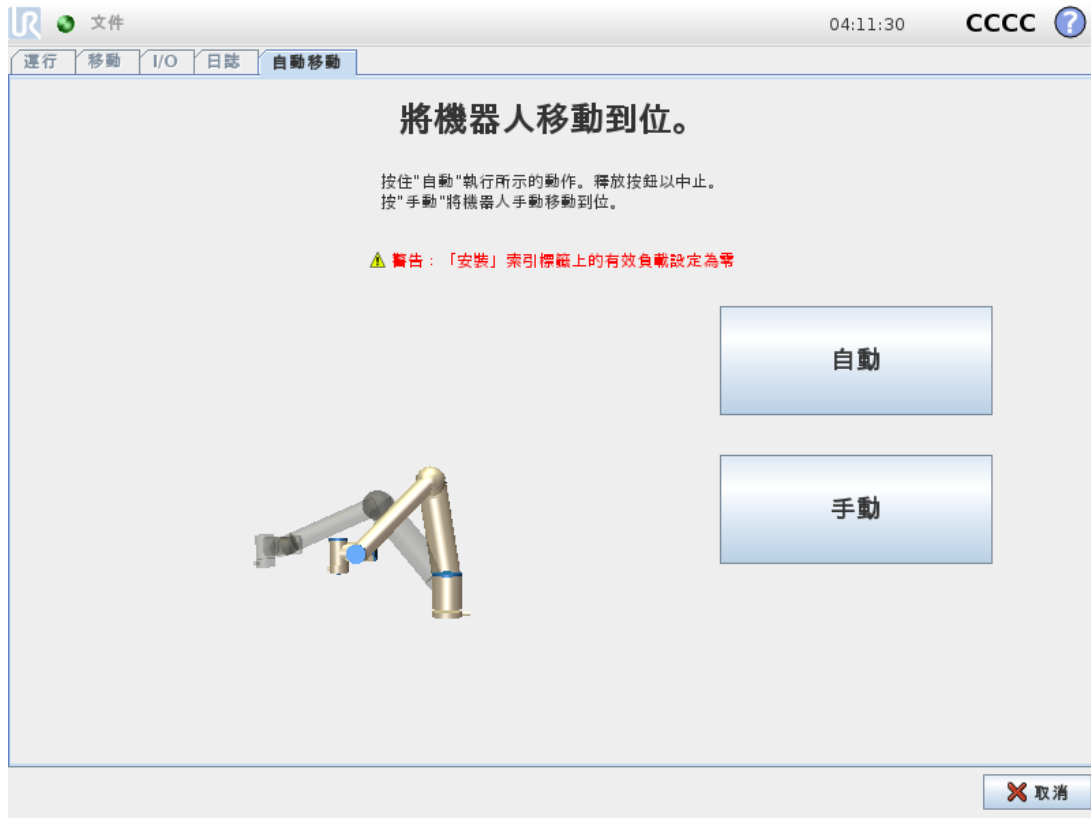 UR 文件 04:11:30 CCCC ?
運行 移動 I/O 日誌 自動移動
將機器人移動到位。
按住"自動"執行所示的動作。釋放按鈕以中止。
按"手動"將機器人手動移動到位。
警告：「安裝」索引標籤上的有效負載設定為零
自動
手動
取消